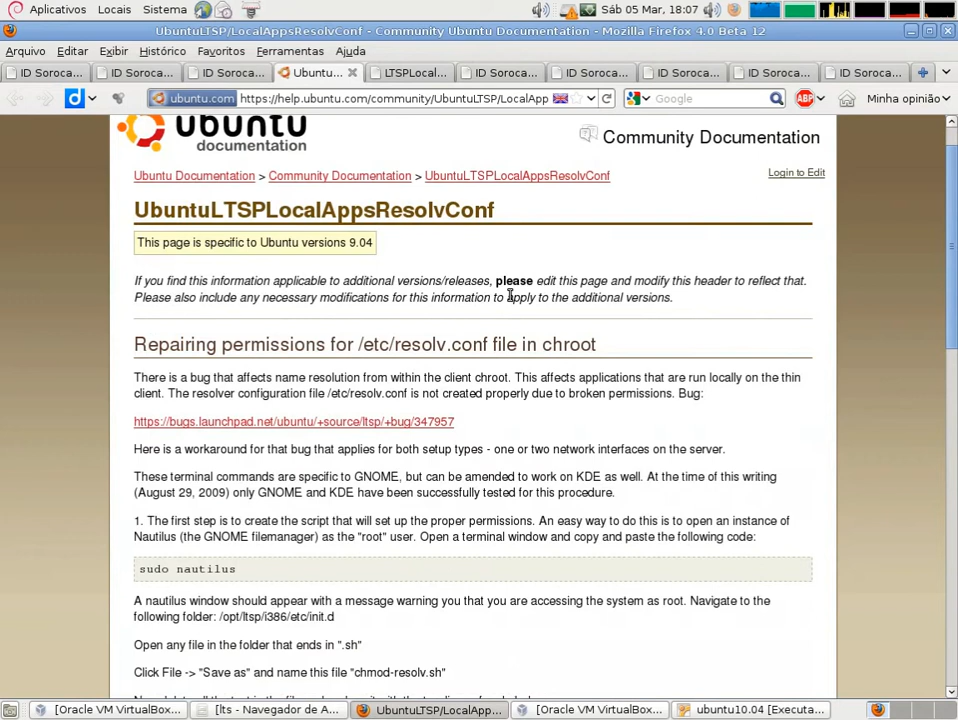 Aplicações Locais Sistema Sáb 05 Mar, 18:07
UbuntuLTSP/LocalAppsResolvConf - Community Ubuntu Documentation - Mozilla Firefox 4.0 Beta 12
Arquivo Editar Exibir Histórico Favoritos Ferramentas Ajuda
ID Soroca... ID Soroca... ID Soroca... Ubuntu... LTSPLocal... ID Soroca... ID Soroca... ID Soroca... ID Soroca... ID Soroca...
ubuntu.com https://help.ubuntu.com/community/UbuntuLTSP/LocalApp Google ABP Minha opinião
ubuntu
documentation
Community Documentation
Ubuntu Documentation > Community Documentation > UbuntuLTSPLocalAppsResolvConf Login to Edit
UbuntuLTSPLocalAppsResolvConf
This page is specific to Ubuntu versions 9.04
If you find this information applicable to additional versions/releases, please edit this page and modify this header to reflect that.
Please also include any necessary modifications for this information to apply to the additional versions.
Repairing permissions for /etc/resolv.conf file in chroot
There is a bug that affects name resolution from within the client chroot. This affects applications that are run locally on the thin
client. The resolver configuration file /etc/resolv.conf is not created properly due to broken permissions. Bug:
https://bugs.launchpad.net/ubuntu/+source/ltsp/+bug/347957
Here is a workaround for that bug that applies for both setup types - one or two network interfaces on the server.
These terminal commands are specific to GNOME, but can be amended to work on KDE as well. At the time of this writing
(August 29, 2009) only GNOME and KDE have been successfully tested for this procedure.
1. The first step is to create the script that will set up the proper permissions. An easy way to do this is to open an instance of
Nautilus (the GNOME filemanager) as the "root" user. Open a terminal window and copy and paste the following code:
sudo nautilus
A nautilus window should appear with a message warning you that you are accessing the system as root. Navigate to the
following folder: /opt/ltsp/i386/etc/init.d
Open any file in the folder that ends in ".sh"
Click File -> "Save as" and name this file "chmod-resolv.sh"
[Oracle VM VirtualBox... [lts - Navegador de A... UbuntuLTSP/LocalApp... [Oracle VM VirtualBox... ubuntu10.04 [Executa...